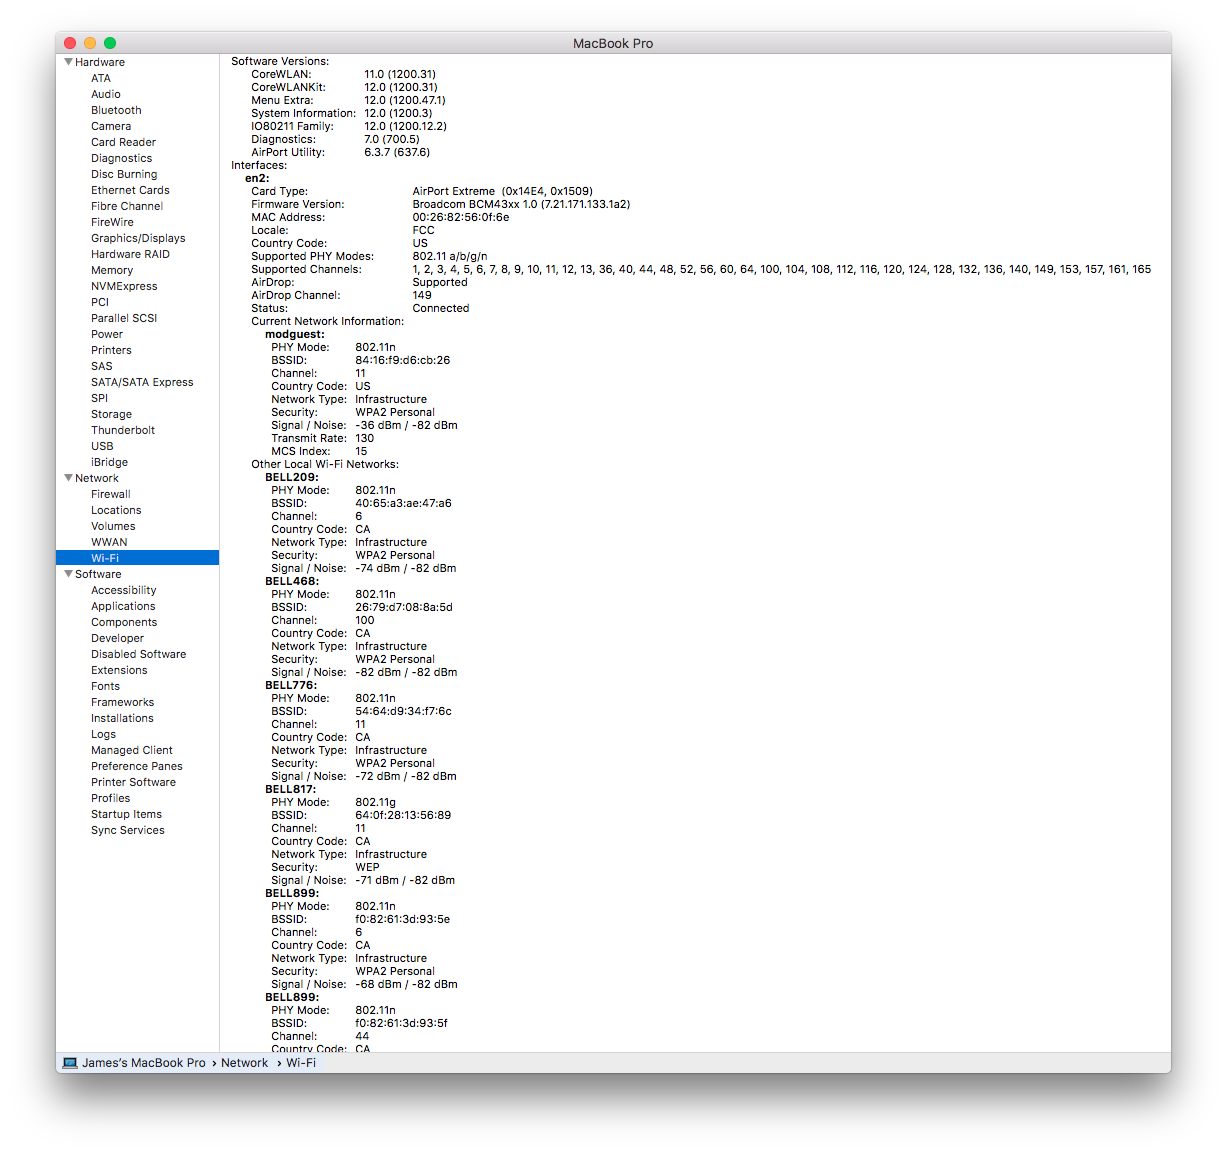 MacBook Pro
Hardware
ATA
Audio
Bluetooth
Camera
Card Reader
Diagnostics
Disc Burning
Ethernet Cards
Fibre Channel
FireWire
Graphics/Displays
Hardware RAID
Memory
NVMExpress
PCI
Parallel SCSI
Power
Printers
SAS
SATA/SATA Express
SPI
Storage
Thunderbolt
USB
iBridge
Network
Firewall
Locations
Volumes
WWAN
Wi-Fi
Software
Accessibility
Applications
Components
Developer
Disabled Software
Extensions
Fonts
Frameworks
Installations
Logs
Managed Client
Preference Panes
Printer Software
Profiles
Startup Items
Sync Services
Software Versions:
CoreWLAN: 11.0 (1200.31)
CoreWLANKit: 12.0 (1200.31)
Menu Extra: 12.0 (1200.47.1)
System Information: 12.0 (1200.3)
IO80211 Family: 12.0 (1200.12.2)
Diagnostics: 7.0 (700.5)
AirPort Utility: 6.3.7 (637.6)
Interfaces:
en2:
Card Type: AirPort Extreme (0x14E4, 0x1509)
Firmware Version: Broadcom BCM43xx 1.0 (7.21.171.133.1a2)
MAC Address: 00:26:82:56:0f:6e
Locale: FCC
Country Code: US
Supported PHY Modes: 802.11 a/b/g/n
Supported Channels: 1, 2, 3, 4, 5, 6, 7, 8, 9, 10, 11, 12, 13, 36, 40, 44, 48, 52, 56, 60, 64, 100, 104, 108, 112, 116, 120, 124, 128, 132, 136, 140, 149, 153, 157, 161, 165
AirDrop: Supported
AirDrop Channel: 149
Status: Connected
Current Network Information:
modguest:
PHY Mode: 802.11n
BSSID: 84:16:f9:d6:cb:26
Channel: 11
Country Code: US
Network Type: Infrastructure
Security: WPA2 Personal
Signal / Noise: -36 dBm / -82 dBm
Transmit Rate: 130
MCS Index: 15
Other Local Wi-Fi Networks:
BELL209:
PHY Mode: 802.11n
BSSID: 40:65:a3:ae:47:a6
Channel: 6
Country Code: CA
Network Type: Infrastructure
Security: WPA2 Personal
Signal / Noise: -74 dBm / -82 dBm
BELL468:
PHY Mode: 802.11n
BSSID: 26:79:d7:08:8a:5d
Channel: 100
Country Code: CA
Network Type: Infrastructure
Security: WPA2 Personal
Signal / Noise: -82 dBm / -82 dBm
BELL776:
PHY Mode: 802.11n
BSSID: 54:64:d9:34:f7:6c
Channel: 11
Country Code: CA
Network Type: Infrastructure
Security: WPA2 Personal
Signal / Noise: -72 dBm / -82 dBm
BELL817:
PHY Mode: 802.11g
BSSID: 64:0f:28:13:56:89
Channel: 11
Country Code: CA
Network Type: Infrastructure
Security: WEP
Signal / Noise: -71 dBm / -82 dBm
BELL899:
PHY Mode: 802.11n
BSSID: f0:82:61:3d:93:5e
Channel: 6
Country Code: CA
Network Type: Infrastructure
Security: WPA2 Personal
Signal / Noise: -68 dBm / -82 dBm
BELL899:
PHY Mode: 802.11n
BSSID: f0:82:61:3d:93:5f
Channel: 44
Country Code: CA
James's MacBook Pro › Network › Wi-Fi